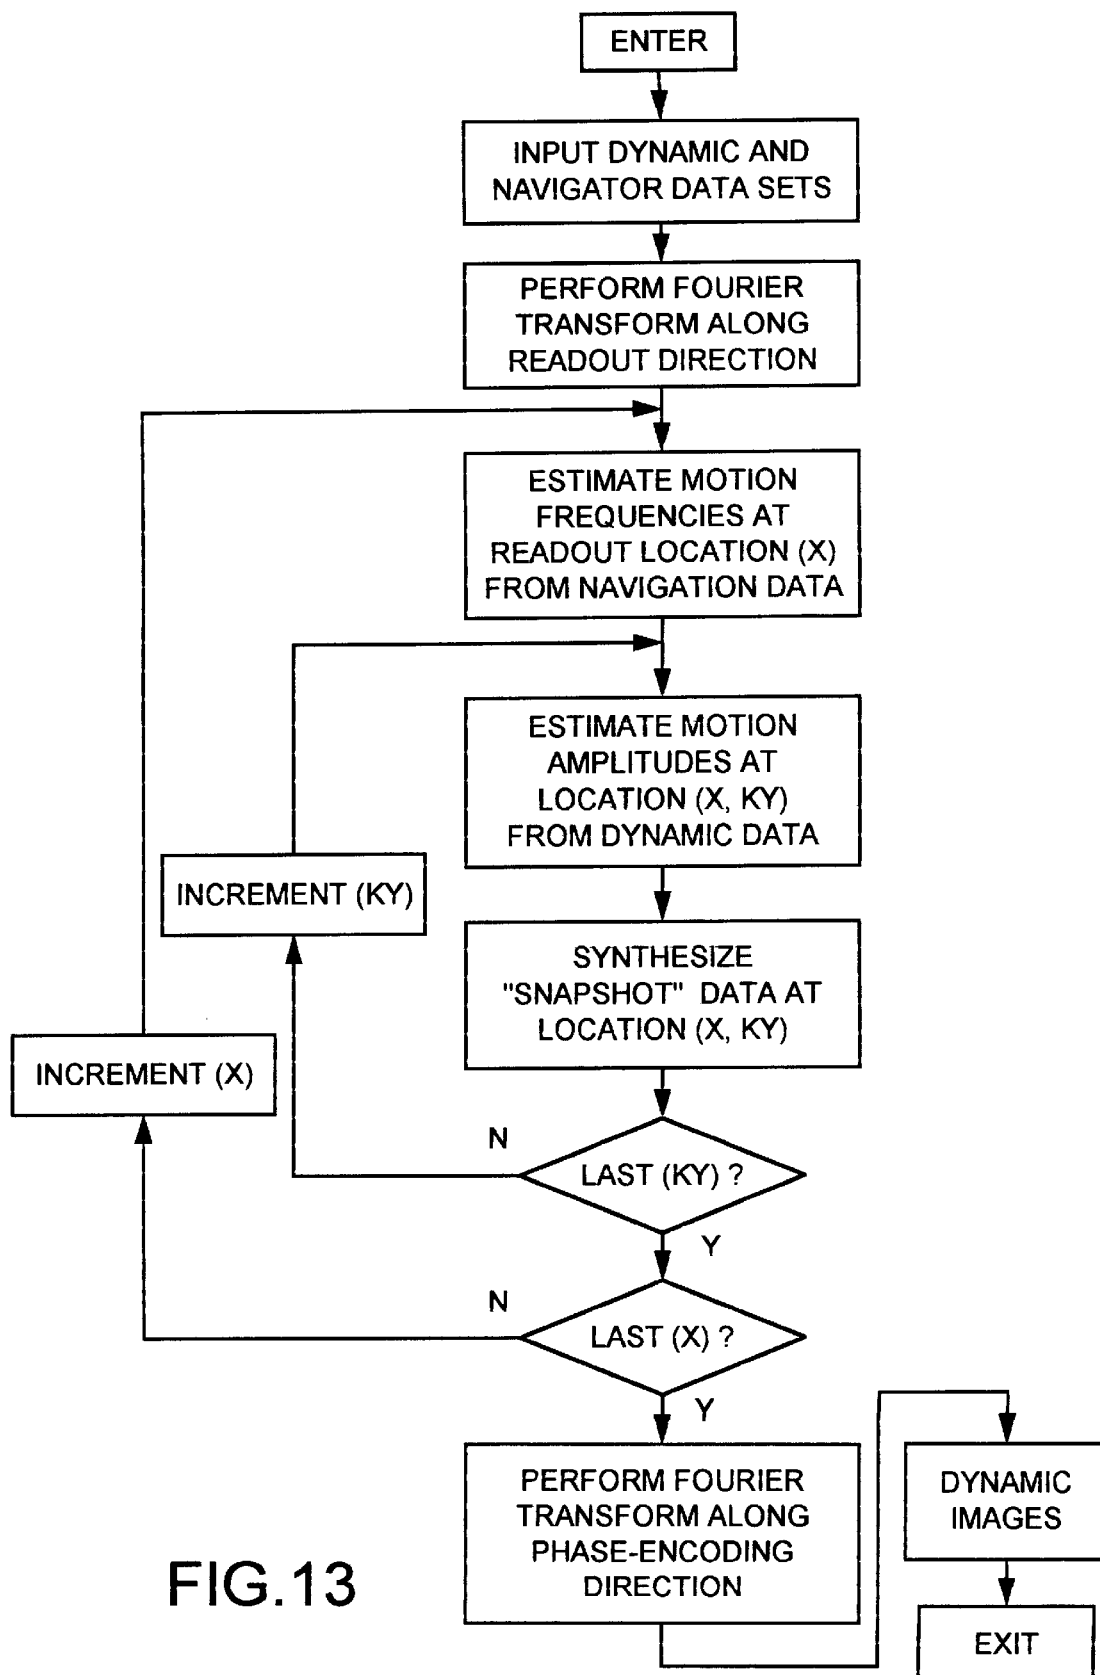 ENTER
INPUT DYNAMIC AND
NAVIGATOR DATA SETS
PERFORM FOURIER
TRANSFORM ALONG
READOUT DIRECTION
ESTIMATE MOTION
FREQUENCIES AT
READOUT LOCATION (X)
FROM NAVIGATION DATA
ESTIMATE MOTION
AMPLITUDES AT
LOCATION (X, KY)
FROM DYNAMIC DATA
INCREMENT (KY)
SYNTHESIZE
"SNAPSHOT" DATA AT
LOCATION (X, KY)
INCREMENT (X)
N
LAST (KY) ?
Y
N
LAST (X) ?
Y
PERFORM FOURIER
TRANSFORM ALONG
PHASE-ENCODING
DIRECTION
DYNAMIC
IMAGES
EXIT
FIG.13